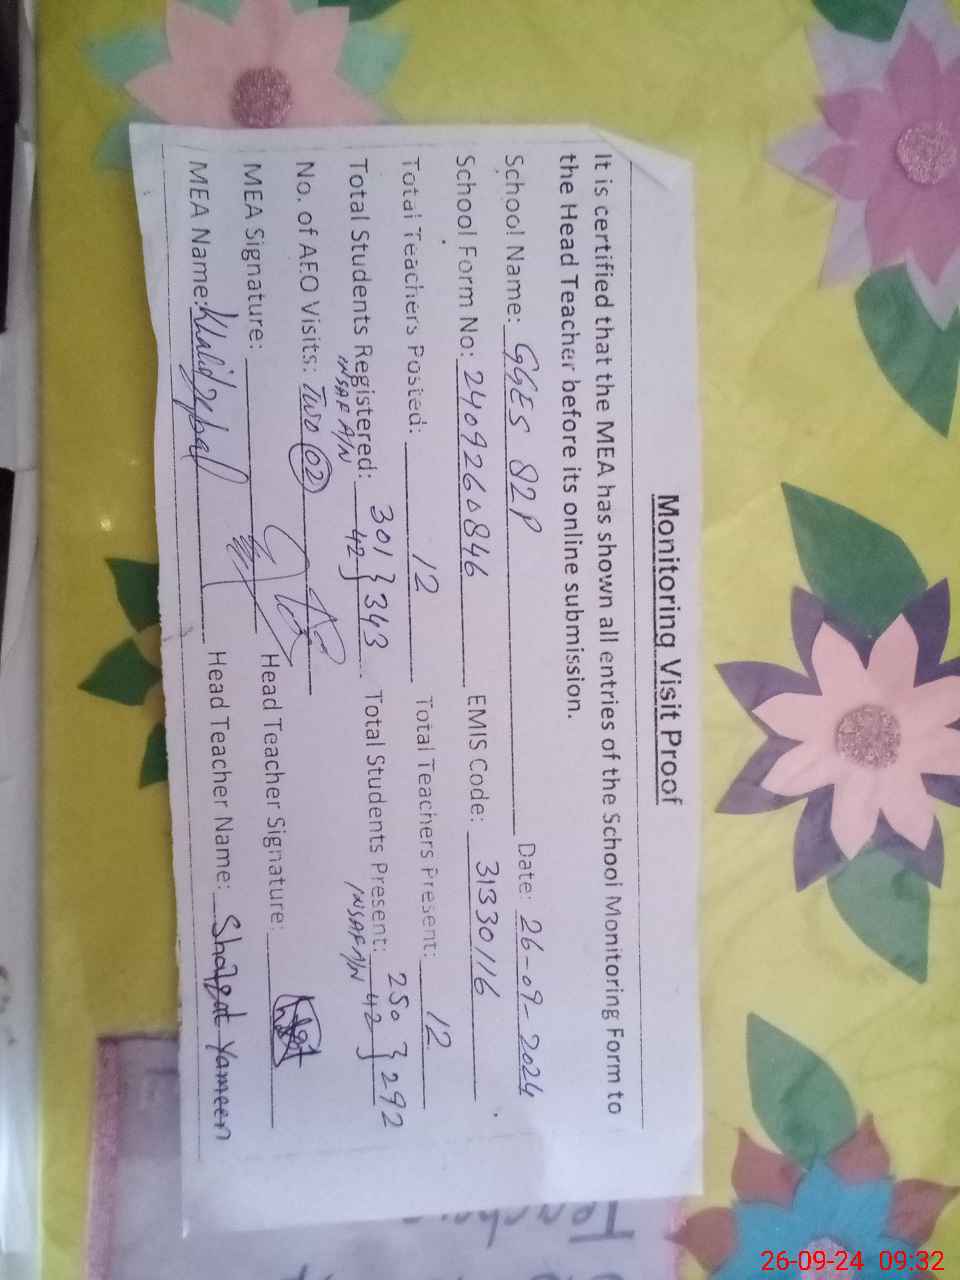 Monitoring Visit Proof
It is certified that the MEA has shown all entries of the School Monitoring Form to
the Head Teacher before its online submission.
School Name: GGES 82P Date: 26-09-2024
School Form No: 2409260846 EMIS Code: 31330116
Total Teachers Posted: 12 Total Teachers Present: 12
Total Students Registered: 301 } 343 Total Students Present: 250 } 292
INSAF A/N 42 INSAF A/N 42
No. of AEO Visits: Two 02
MEA Signature: Head Teacher Signature:
MEA Name: Khalid Iqbal Head Teacher Name: Shafqat Yameen
26-09-24 09:32